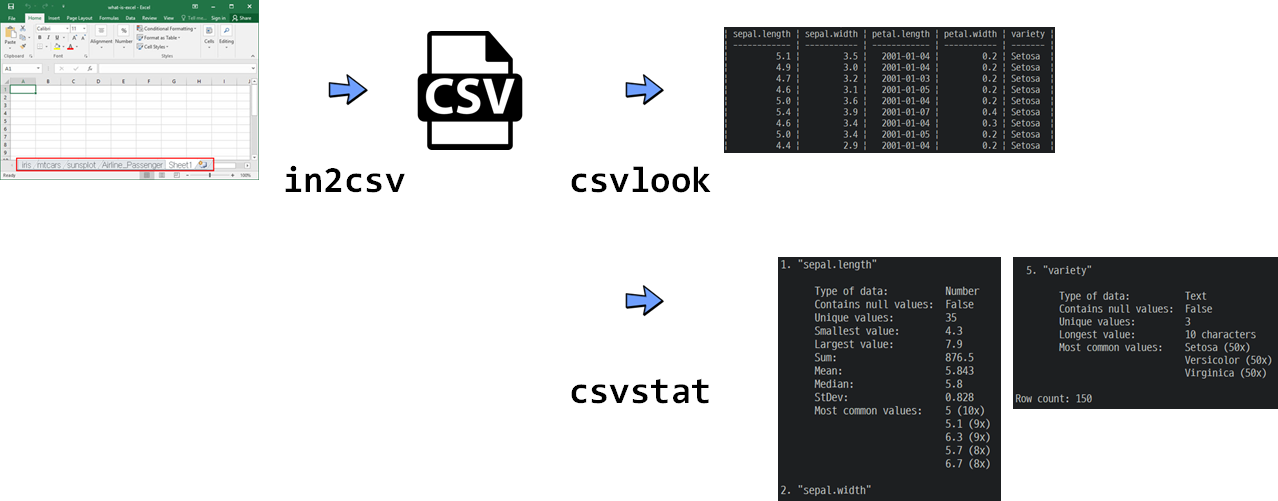 what-is-excel - Excel
File Home Insert Page Layout Formulas Data Review View Tell me... Sign in Share
Calibri 11
Paste
Alignment Number
Conditional Formatting
Format as Table
Cell Styles
Cells Editing
Clipboard Font Styles
A1 fx
A B C D E F G H I J
1
2
3
4
5
6
7
8
9
iris mtcars sunsplot Airline_Passenger Sheet1
Ready 100%
CSV
in2csv
csvlook
| sepal.length | sepal.width | petal.length | petal.width | variety |
| ------------ | ----------- | ------------ | ----------- | ------- |
| 5.1 | 3.5 | 2001-01-04 | 0.2 | Setosa |
| 4.9 | 3.0 | 2001-01-04 | 0.2 | Setosa |
| 4.7 | 3.2 | 2001-01-03 | 0.2 | Setosa |
| 4.6 | 3.1 | 2001-01-05 | 0.2 | Setosa |
| 5.0 | 3.6 | 2001-01-04 | 0.2 | Setosa |
| 5.4 | 3.9 | 2001-01-07 | 0.4 | Setosa |
| 4.6 | 3.4 | 2001-01-04 | 0.3 | Setosa |
| 5.0 | 3.4 | 2001-01-05 | 0.2 | Setosa |
| 4.4 | 2.9 | 2001-01-04 | 0.2 | Setosa |
csvstat
1. "sepal.length"
Type of data: Number
Contains null values: False
Unique values: 35
Smallest value: 4.3
Largest value: 7.9
Sum: 876.5
Mean: 5.843
Median: 5.8
StDev: 0.828
Most common values: 5 (10x)
5.1 (9x)
6.3 (9x)
5.7 (8x)
6.7 (8x)
2. "sepal.width"
5. "variety"
Type of data: Text
Contains null values: False
Unique values: 3
Longest value: 10 characters
Most common values: Setosa (50x)
Versicolor (50x)
Virginica (50x)
Row count: 150